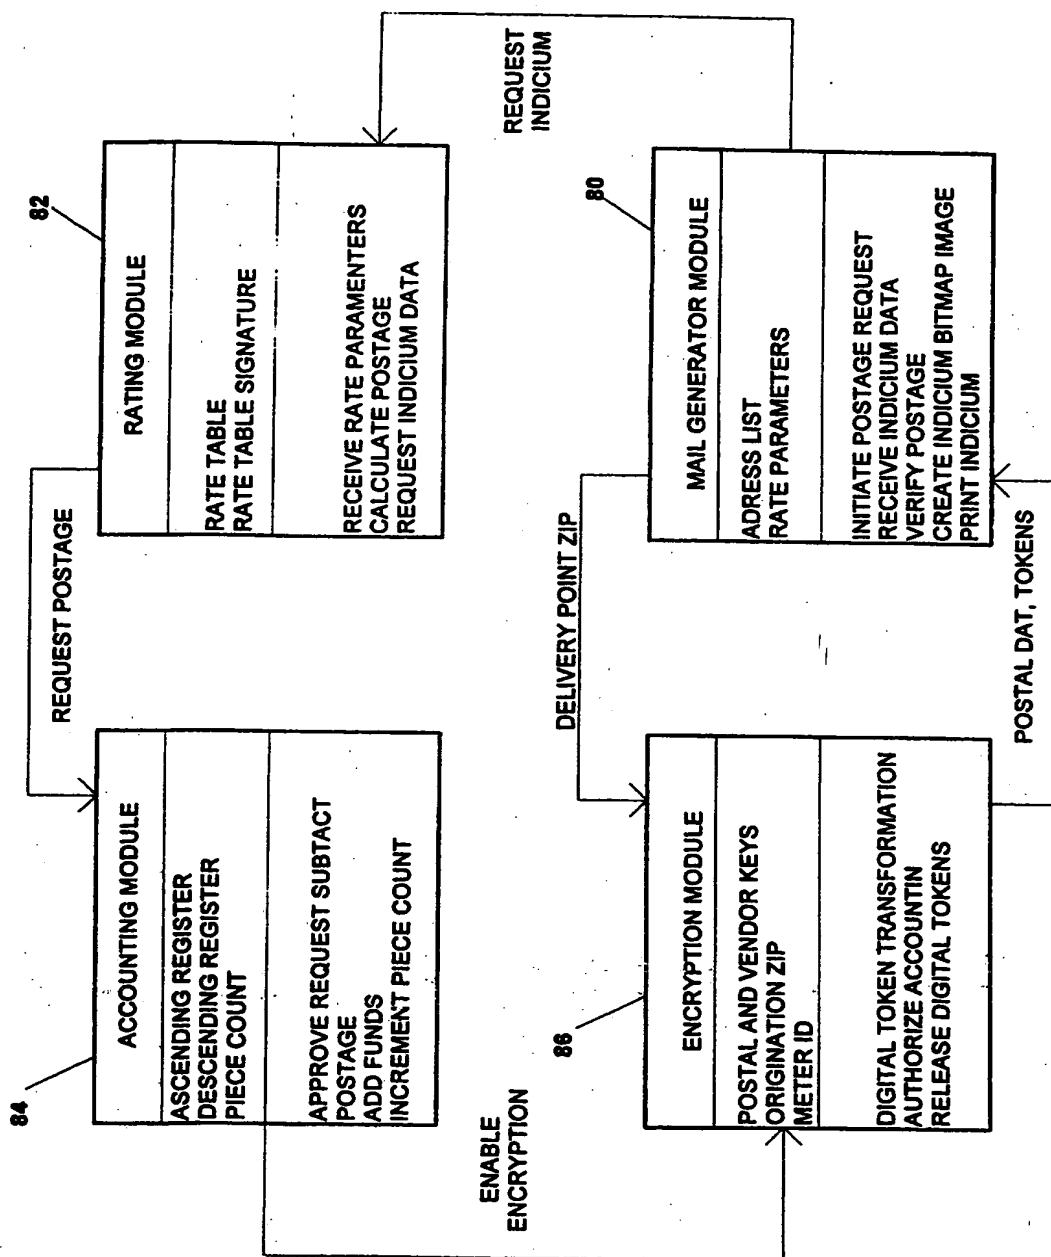 84
ACCOUNTING MODULE
ASCENDING REGISTER
DESCENDING REGISTER
PIECE COUNT
APPROVE REQUEST SUBTACT
POSTAGE
ADD FUNDS
INCREMENT PIECE COUNT
REQUEST POSTAGE
82
RATING MODULE
RATE TABLE
RATE TABLE SIGNATURE
RECEIVE RATE PARAMENTERS
CALCULATE POSTAGE
REQUEST INDICIUM DATA
ENABLE
ENCRYPTION
REQUEST
INDICIUM
86
ENCRYPTION MODULE
POSTAL AND VENDOR KEYS
ORIGINATION ZIP
METER ID
DIGITAL TOKEN TRANSFORMATION
AUTHORIZE ACCOUNTIN
RELEASE DIGITAL TOKENS
DELIVERY POINT ZIP
80
MAIL GENERATOR MODULE
ADRESS LIST
RATE PARAMETERS
INITIATE POSTAGE REQUEST
RECEIVE INDICIUM DATA
VERIFY POSTAGE
CREATE INDICIUM BITMAP IMAGE
PRINT INDICIUM
POSTAL DAT, TOKENS